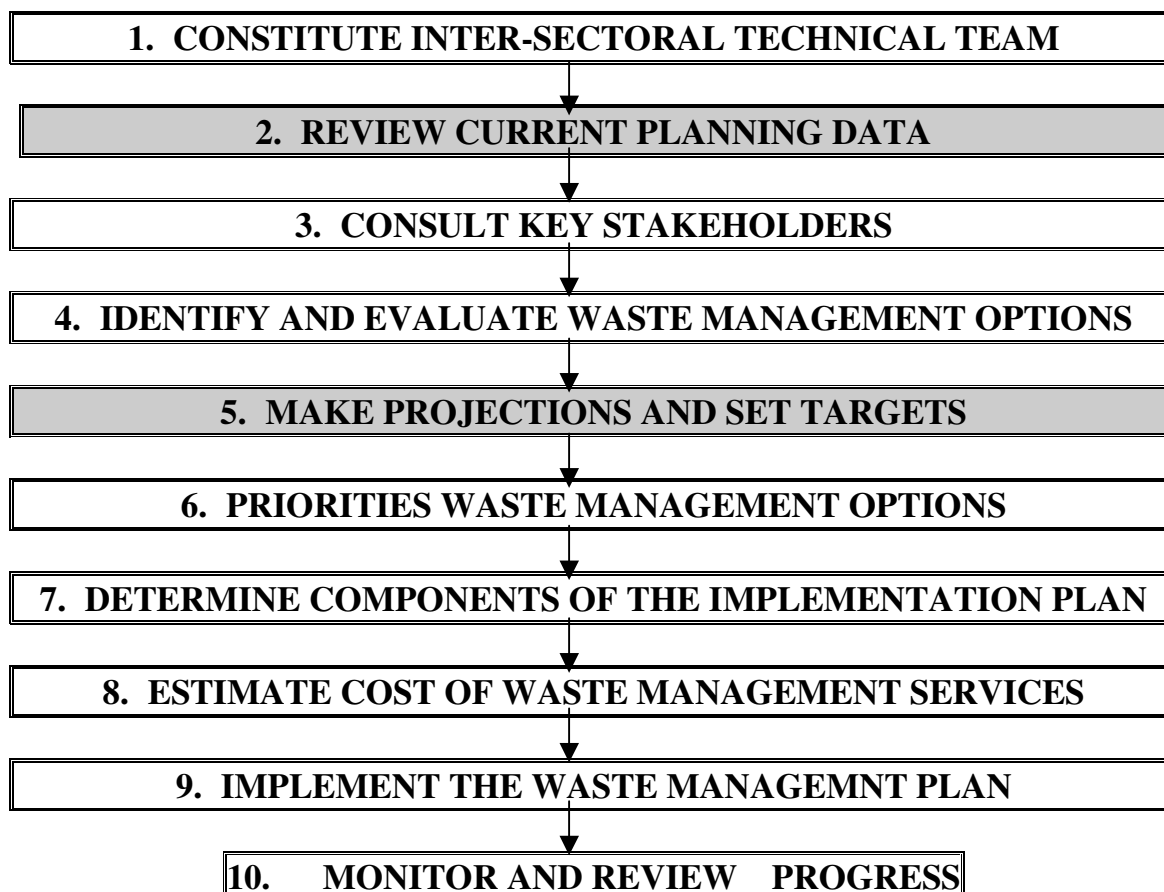 1. CONSTITUTE INTER-SECTORAL TECHNICAL TEAM
2. REVIEW CURRENT PLANNING DATA
3. CONSULT KEY STAKEHOLDERS
4. IDENTIFY AND EVALUATE WASTE MANAGEMENT OPTIONS
5. MAKE PROJECTIONS AND SET TARGETS
6. PRIORITIES WASTE MANAGEMENT OPTIONS
7. DETERMINE COMPONENTS OF THE IMPLEMENTATION PLAN
8. ESTIMATE COST OF WASTE MANAGEMENT SERVICES
9. IMPLEMENT THE WASTE MANAGEMNT PLAN
10. MONITOR AND REVIEW PROGRESS